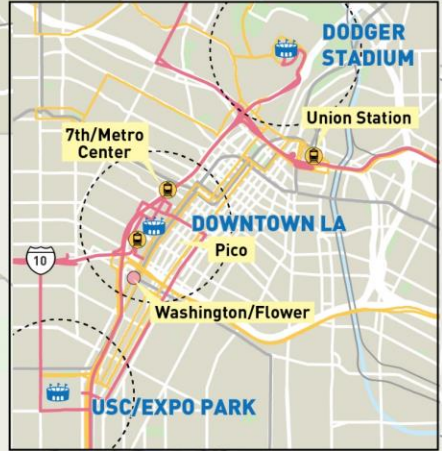 DODGER
STADIUM
Union Station
7th/Metro
Center
DOWNTOWN LA
Pico
10
Washington/Flower
USC/EXPO PARK